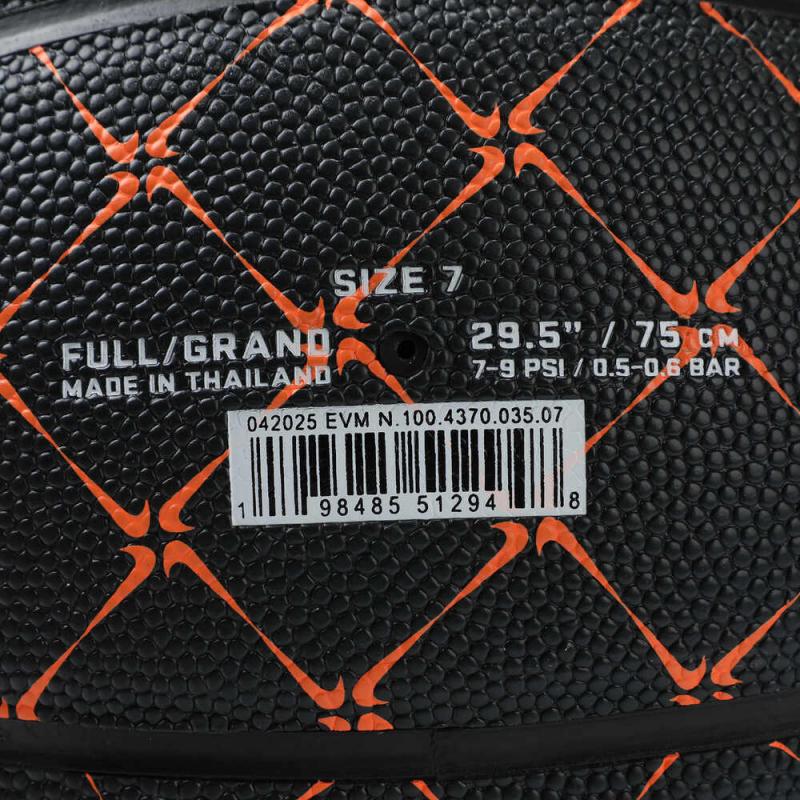 SIZE 7
FULL/GRAND
MADE IN THAILAND
29.5" / 75 CM
7-9 PSI / 0.5-0.6 BAR
042025 EVM N.100.4370.035.07
1 98485 51294 8